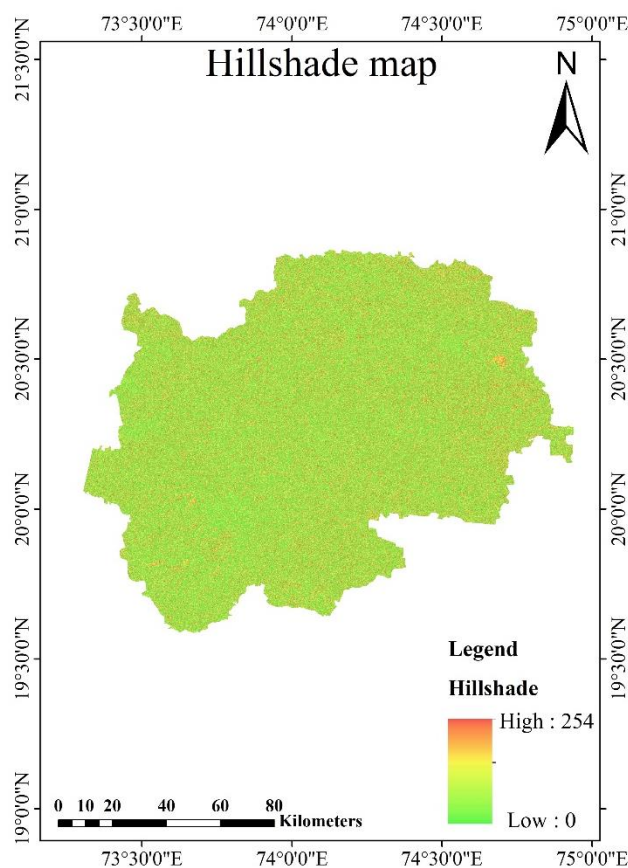 73°30'0"E 74°0'0"E 74°30'0"E 75°0'0"E
Hillshade map
N
21°30'0"N 21°30'0"N
21°0'0"N 21°0'0"N
20°30'0"N 20°30'0"N
20°0'0"N 20°0'0"N
19°30'0"N 19°30'0"N
19°0'0"N 19°0'0"N
Legend
Hillshade
High : 254
Low : 0
0 10 20 40 60 80
Kilometers
73°30'0"E 74°0'0"E 74°30'0"E 75°0'0"E